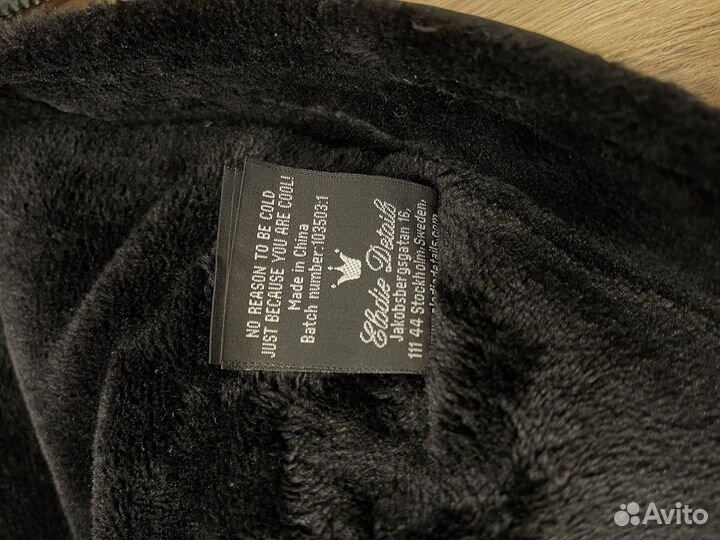 NO REASON TO BE COLD
JUST BECAUSE YOU ARE COOL!
Made in China
Batch number:103503:1
Elodie Details
Jakobsbergsgatan 16,
111 44 Stockholm, Sweden,
Avito